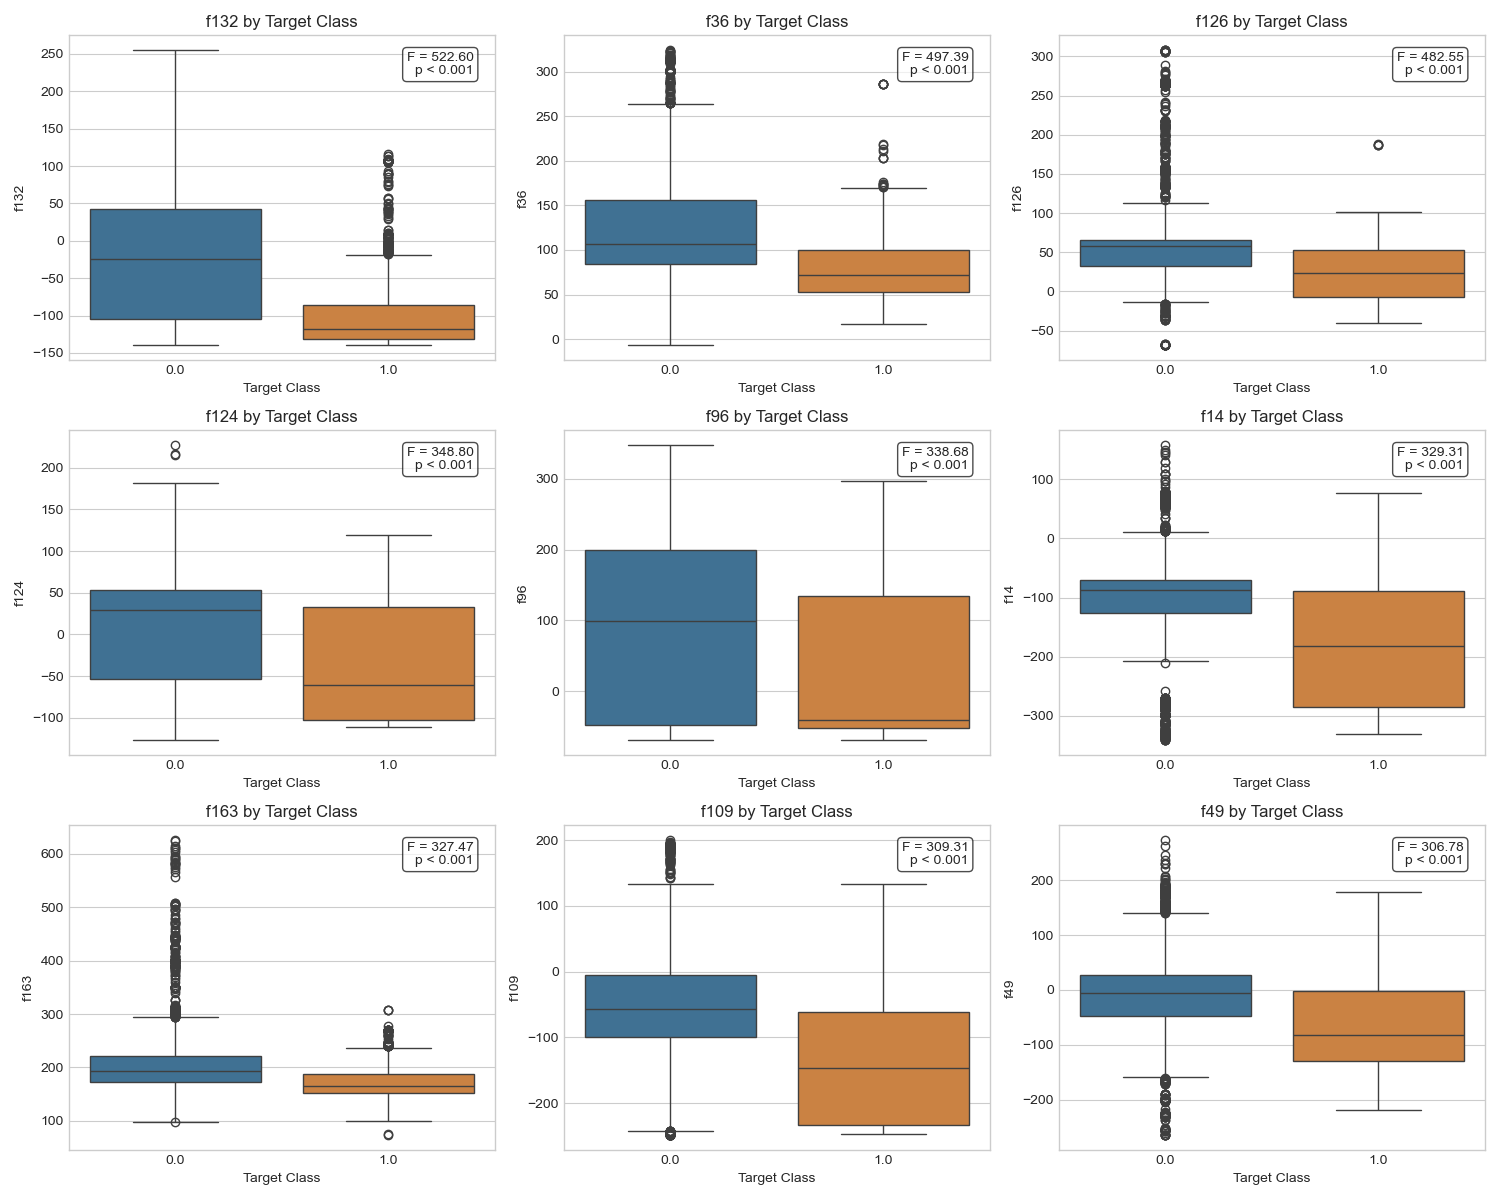 f132 by Target Class
F = 522.60
p < 0.001
250
200
150
100
50
0
−50
−100
−150
f132
0.0
1.0
Target Class
f36 by Target Class
F = 497.39
p < 0.001
300
250
200
150
100
50
0
f36
0.0
1.0
Target Class
f126 by Target Class
F = 482.55
p < 0.001
300
250
200
150
100
50
0
−50
f126
0.0
1.0
Target Class
f124 by Target Class
F = 348.80
p < 0.001
200
150
100
50
0
−50
−100
f124
0.0
1.0
Target Class
f96 by Target Class
F = 338.68
p < 0.001
300
200
100
0
f96
0.0
1.0
Target Class
f14 by Target Class
F = 329.31
p < 0.001
100
0
−100
−200
−300
f14
0.0
1.0
Target Class
f163 by Target Class
F = 327.47
p < 0.001
600
500
400
300
200
100
f163
0.0
1.0
Target Class
f109 by Target Class
F = 309.31
p < 0.001
200
100
0
−100
−200
f109
0.0
1.0
Target Class
f49 by Target Class
F = 306.78
p < 0.001
200
100
0
−100
−200
f49
0.0
1.0
Target Class